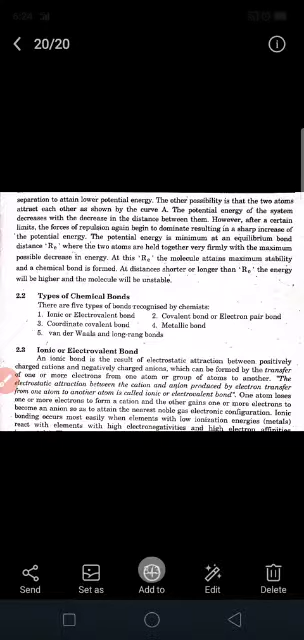 20/20
separation to attain lower potential energy. The other possibility is that the two atoms
attract each other as shown by the curve A. The potential energy of the system
decreases with the decrease in the distance between them. However, after a certain
limits, the forces of repulsion again begin to dominate resulting in a sharp increase of
the potential energy. The potential energy is minimum at an equilibrium bond
distance 'R₀' where the two atoms are held together very firmly with the maximum
possible decrease in energy. At this 'R₀' the molecule attains maximum stability
and a chemical bond is formed. At distances shorter or longer than 'R₀' the energy
will be higher and the molecule will be unstable.
2.2 Types of Chemical Bonds
There are five types of bonds recognised by chemists:
1. Ionic or Electrovalent bond 2. Covalent bond or Electron pair bond
3. Coordinate covalent bond 4. Metallic bond
5. van der Waals and long-rang bonds
2.3 Ionic or Electrovalent Bond
An ionic bond is the result of electrostatic attraction between positively
charged cations and negatively charged anions, which can be formed by the transfer
of one or more electrons from one atom or group of atoms to another. "The
electrostatic attraction between the cation and anion produced by electron transfer
from one atom to another atom is called ionic or electrovalent bond". One atom loses
one or more electrons to form a cation and the other gains one or more electrons to
become an anion so as to attain the nearest noble gas electronic configuration. Ionic
bonding occurs most easily when elements with low ionization energies (metals)
react with elements with high electronegativities and high electron affinities
Send Set as Add to Edit Delete